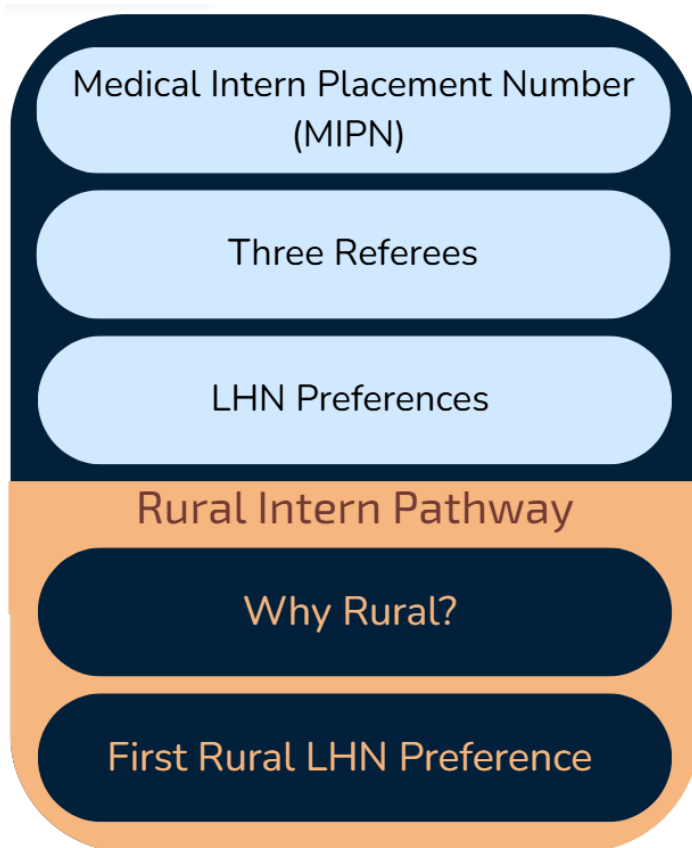 Medical Intern Placement Number
(MIPN)
Three Referees
LHN Preferences
Rural Intern Pathway
Why Rural?
First Rural LHN Preference